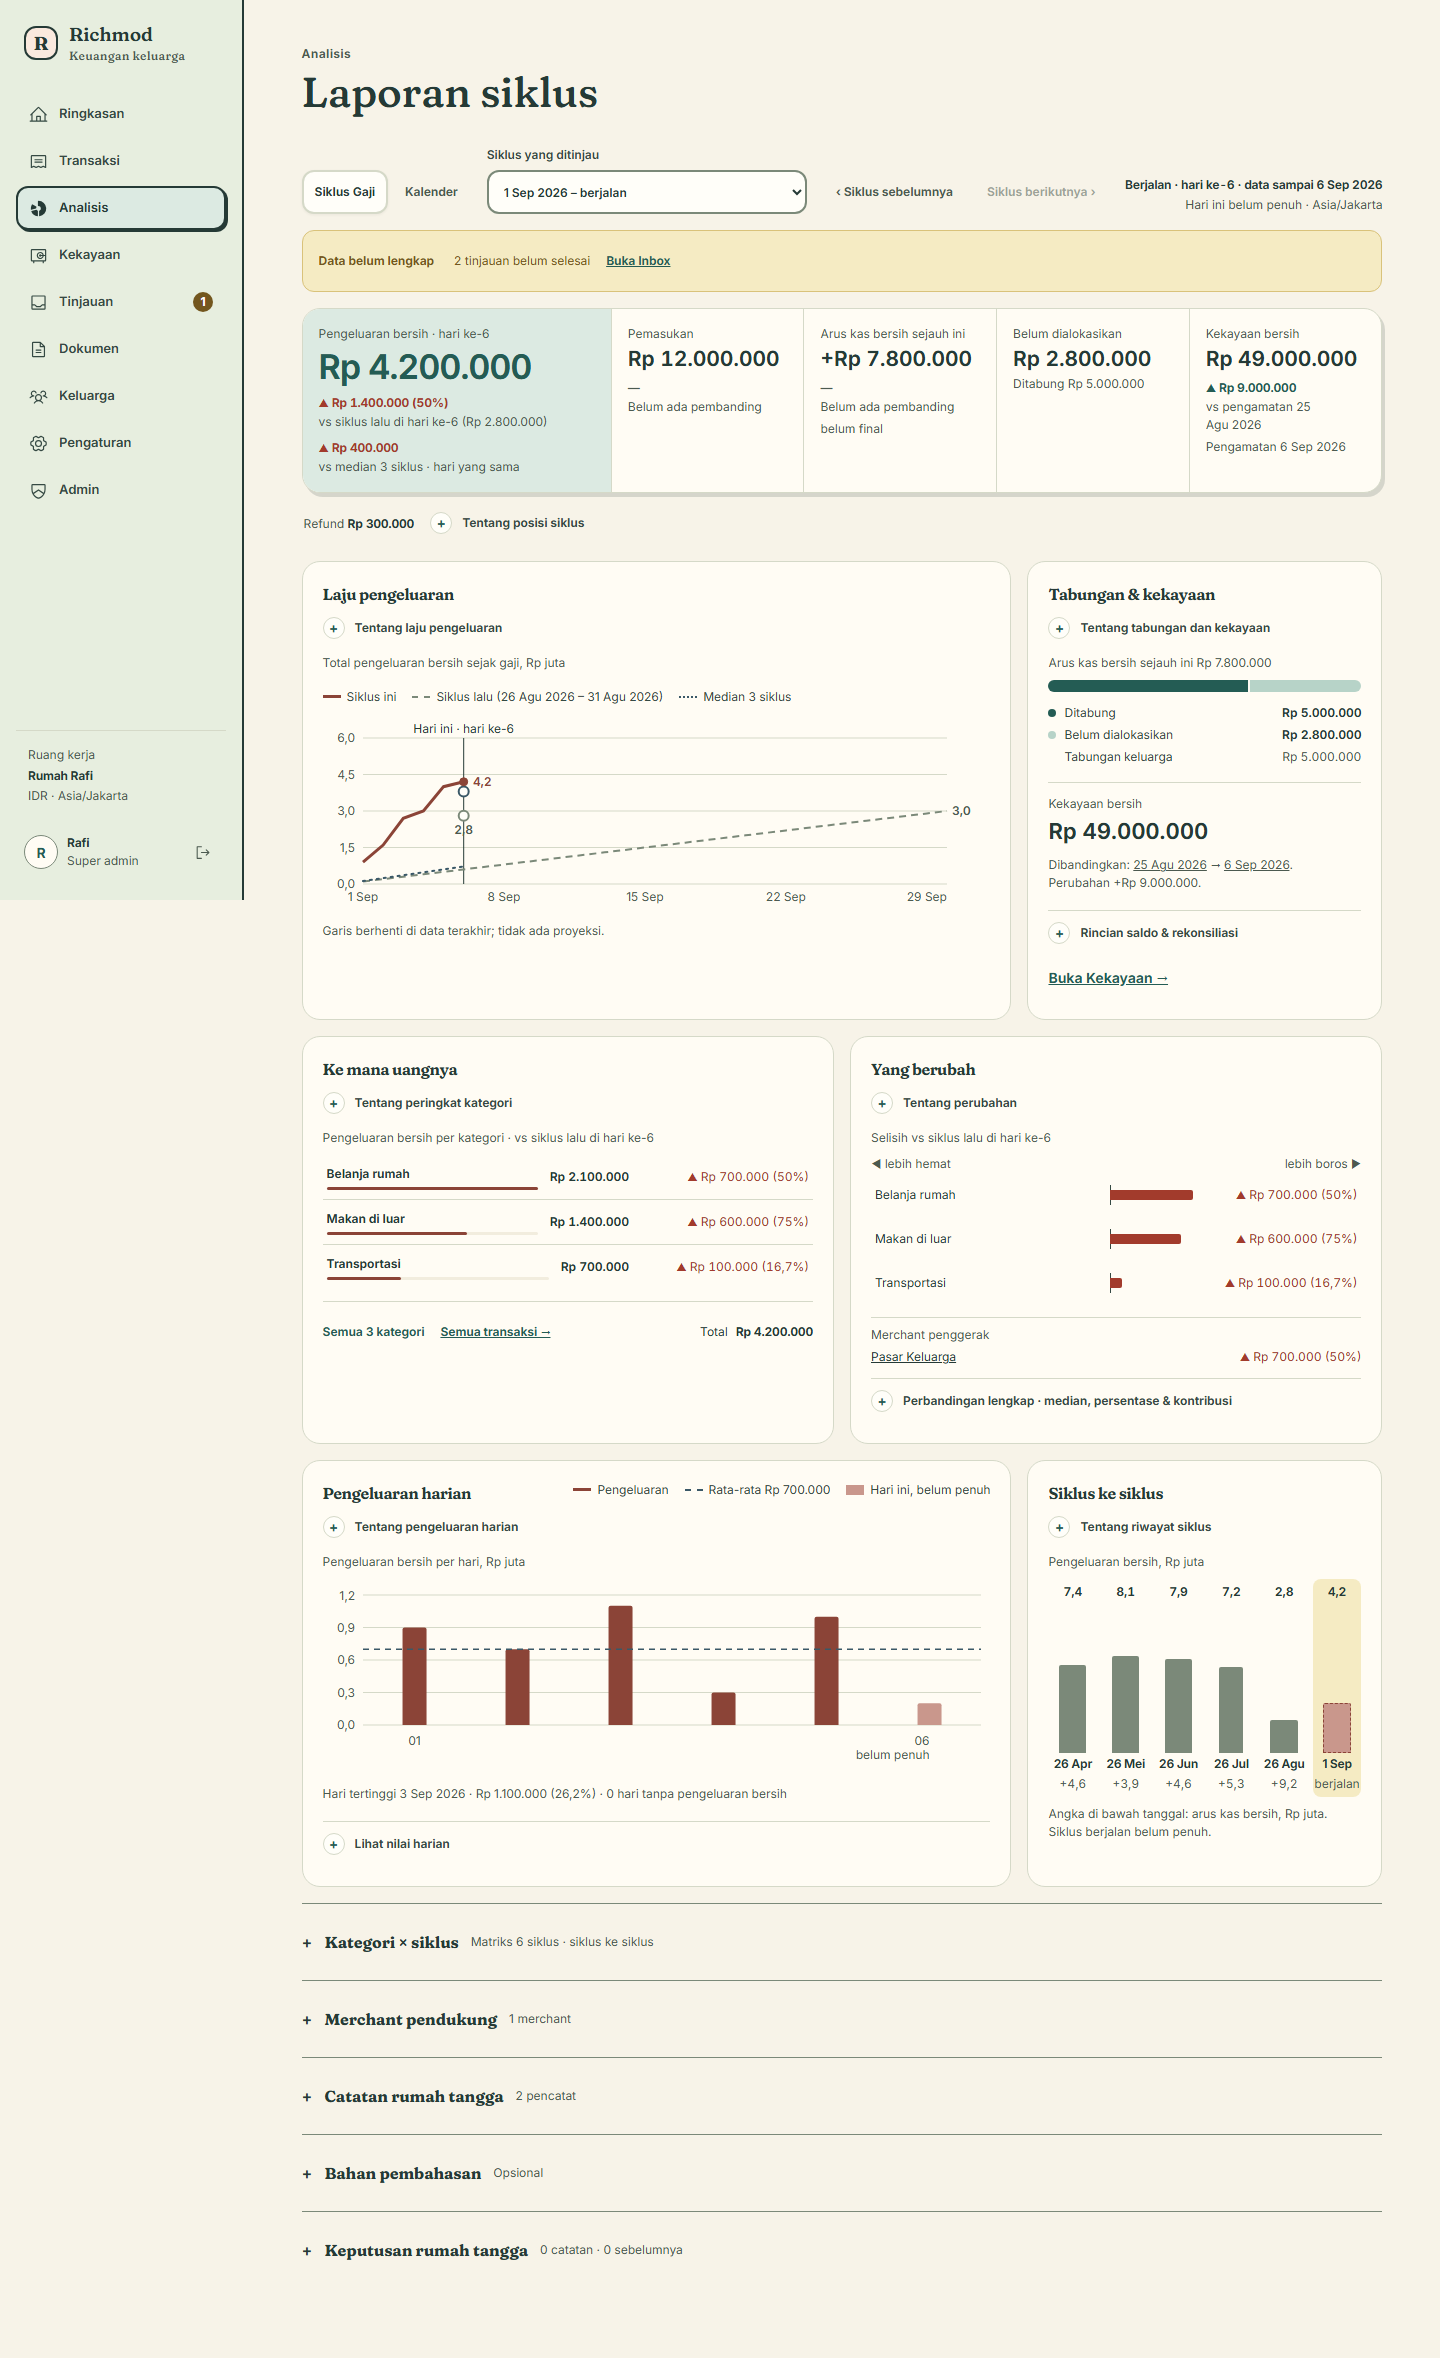 R
Richmod
Keuangan keluarga
Ringkasan
Transaksi
Analisis
Kekayaan
Tinjauan
1
Dokumen
Keluarga
Pengaturan
Admin
Ruang kerja
Rumah Rafi
IDR · Asia/Jakarta
R
Rafi
Super admin
Analisis
Laporan siklus
Siklus Gaji
Kalender
Siklus yang ditinjau
1 Sep 2026 – berjalan
‹ Siklus sebelumnya
Siklus berikutnya ›
Berjalan · hari ke-6 · data sampai 6 Sep 2026
Hari ini belum penuh · Asia/Jakarta
Data belum lengkap
2 tinjauan belum selesai
Buka Inbox
Pengeluaran bersih · hari ke-6
Rp 4.200.000
▲ Rp 1.400.000 (50%)
vs siklus lalu di hari ke-6 (Rp 2.800.000)
▲ Rp 400.000
vs median 3 siklus · hari yang sama
Pemasukan
Rp 12.000.000
—
Belum ada pembanding
Arus kas bersih sejauh ini
+Rp 7.800.000
—
Belum ada pembanding
belum final
Belum dialokasikan
Rp 2.800.000
Ditabung Rp 5.000.000
Kekayaan bersih
Rp 49.000.000
▲ Rp 9.000.000
vs pengamatan 25
Agu 2026
Pengamatan 6 Sep 2026
Refund Rp 300.000
+ Tentang posisi siklus
Laju pengeluaran
+ Tentang laju pengeluaran
Total pengeluaran bersih sejak gaji, Rp juta
Siklus ini
Siklus lalu (26 Agu 2026 – 31 Agu 2026)
Median 3 siklus
Hari ini · hari ke-6
6,0
4,5
3,0
1,5
0,0
4,2
2,8
3,0
1 Sep
8 Sep
15 Sep
22 Sep
29 Sep
Garis berhenti di data terakhir; tidak ada proyeksi.
Tabungan & kekayaan
+ Tentang tabungan dan kekayaan
Arus kas bersih sejauh ini Rp 7.800.000
Ditabung Rp 5.000.000
Belum dialokasikan Rp 2.800.000
Tabungan keluarga Rp 5.000.000
Kekayaan bersih
Rp 49.000.000
Dibandingkan: 25 Agu 2026 → 6 Sep 2026.
Perubahan +Rp 9.000.000.
+ Rincian saldo & rekonsiliasi
Buka Kekayaan →
Ke mana uangnya
+ Tentang peringkat kategori
Pengeluaran bersih per kategori · vs siklus lalu di hari ke-6
Belanja rumah Rp 2.100.000 ▲ Rp 700.000 (50%)
Makan di luar Rp 1.400.000 ▲ Rp 600.000 (75%)
Transportasi Rp 700.000 ▲ Rp 100.000 (16,7%)
Semua 3 kategori Semua transaksi → Total Rp 4.200.000
Yang berubah
+ Tentang perubahan
Selisih vs siklus lalu di hari ke-6
◀ lebih hemat lebih boros ▶
Belanja rumah ▲ Rp 700.000 (50%)
Makan di luar ▲ Rp 600.000 (75%)
Transportasi ▲ Rp 100.000 (16,7%)
Merchant penggerak
Pasar Keluarga ▲ Rp 700.000 (50%)
+ Perbandingan lengkap · median, persentase & kontribusi
Pengeluaran harian
Pengeluaran
Rata-rata Rp 700.000
Hari ini, belum penuh
+ Tentang pengeluaran harian
Pengeluaran bersih per hari, Rp juta
1,2
0,9
0,6
0,3
0,0
01
06
belum penuh
Hari tertinggi 3 Sep 2026 · Rp 1.100.000 (26,2%) · 0 hari tanpa pengeluaran bersih
+ Lihat nilai harian
Siklus ke siklus
+ Tentang riwayat siklus
Pengeluaran bersih, Rp juta
7,4 8,1 7,9 7,2 2,8 4,2
26 Apr 26 Mei 26 Jun 26 Jul 26 Agu 1 Sep
+4,6 +3,9 +4,6 +5,3 +9,2 berjalan
Angka di bawah tanggal: arus kas bersih, Rp juta.
Siklus berjalan belum penuh.
+ Kategori × siklus Matriks 6 siklus · siklus ke siklus
+ Merchant pendukung 1 merchant
+ Catatan rumah tangga 2 pencatat
+ Bahan pembahasan Opsional
+ Keputusan rumah tangga 0 catatan · 0 sebelumnya